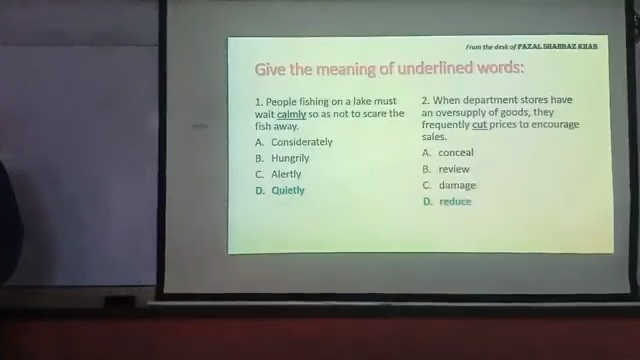 From the desk of FAZAL SHAHBAZ KHAN
Give the meaning of underlined words:
1. People fishing on a lake must
wait calmly so as not to scare the
fish away.
A. Considerately
B. Hungrily
C. Alertly
D. Quietly
2. When department stores have
an oversupply of goods, they
frequently cut prices to encourage
sales.
A. conceal
B. review
C. damage
D. reduce